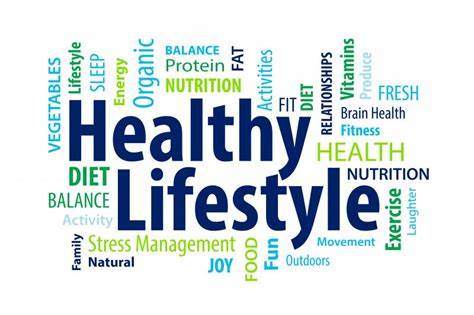 VEGETABLES
Lifestyle
SLEEP
Energy
Organic
BALANCE
Protein
NUTRITION
FAT
Activities
FIT
DIET
RELATIONSHIPS
Vitamins
Produce
FRESH
Brain Health
Fitness
Healthy
HEALTH
DIET
Lifestyle
NUTRITION
BALANCE
Activity
Exercise
Laughter
Family
Stress Management
Natural
JOY
FOOD
Fun
Movement
Outdoors